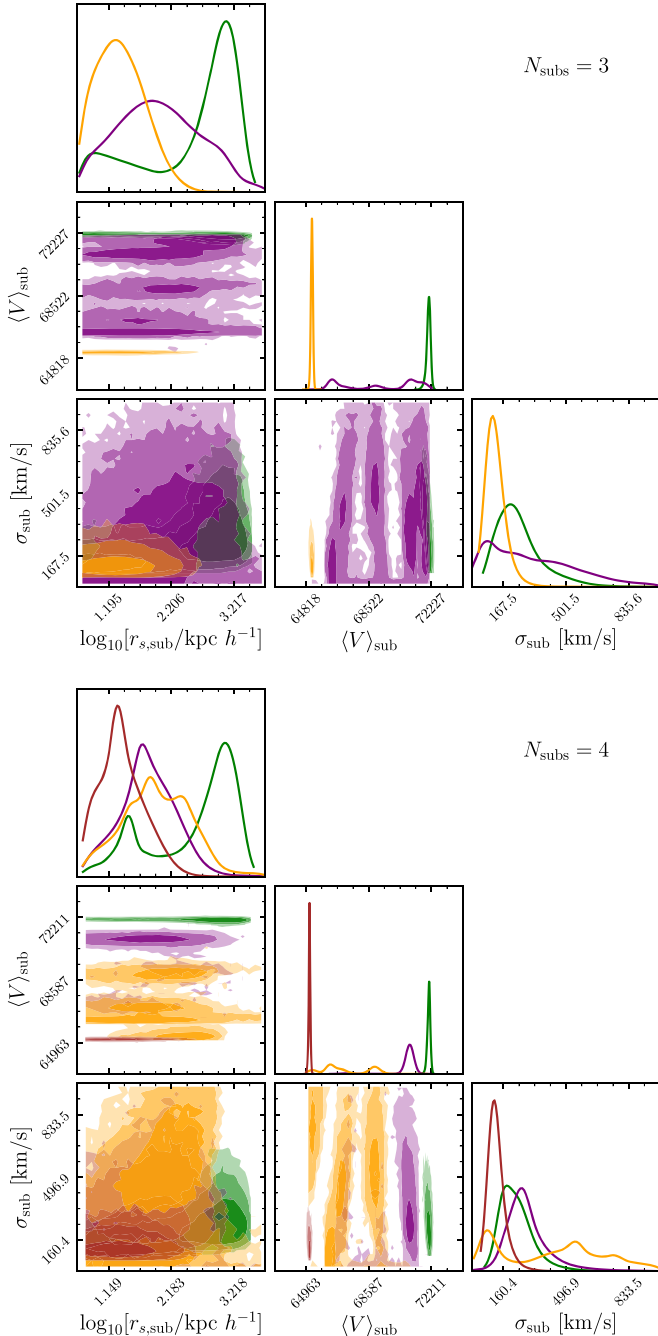 N_subs = 3
⟨V⟩_sub
72227
68522
64818
σ_sub [km/s]
835.6
501.5
167.5
1.195 2.206 3.217
64818 68522 72227
167.5 501.5 835.6
log₁₀[r_s,sub/kpc h⁻¹] ⟨V⟩_sub σ_sub [km/s]
N_subs = 4
⟨V⟩_sub
72211
68587
64963
σ_sub [km/s]
833.5
496.9
160.4
1.149 2.183 3.218
64963 68587 72211
160.4 496.9 833.5
log₁₀[r_s,sub/kpc h⁻¹] ⟨V⟩_sub σ_sub [km/s]